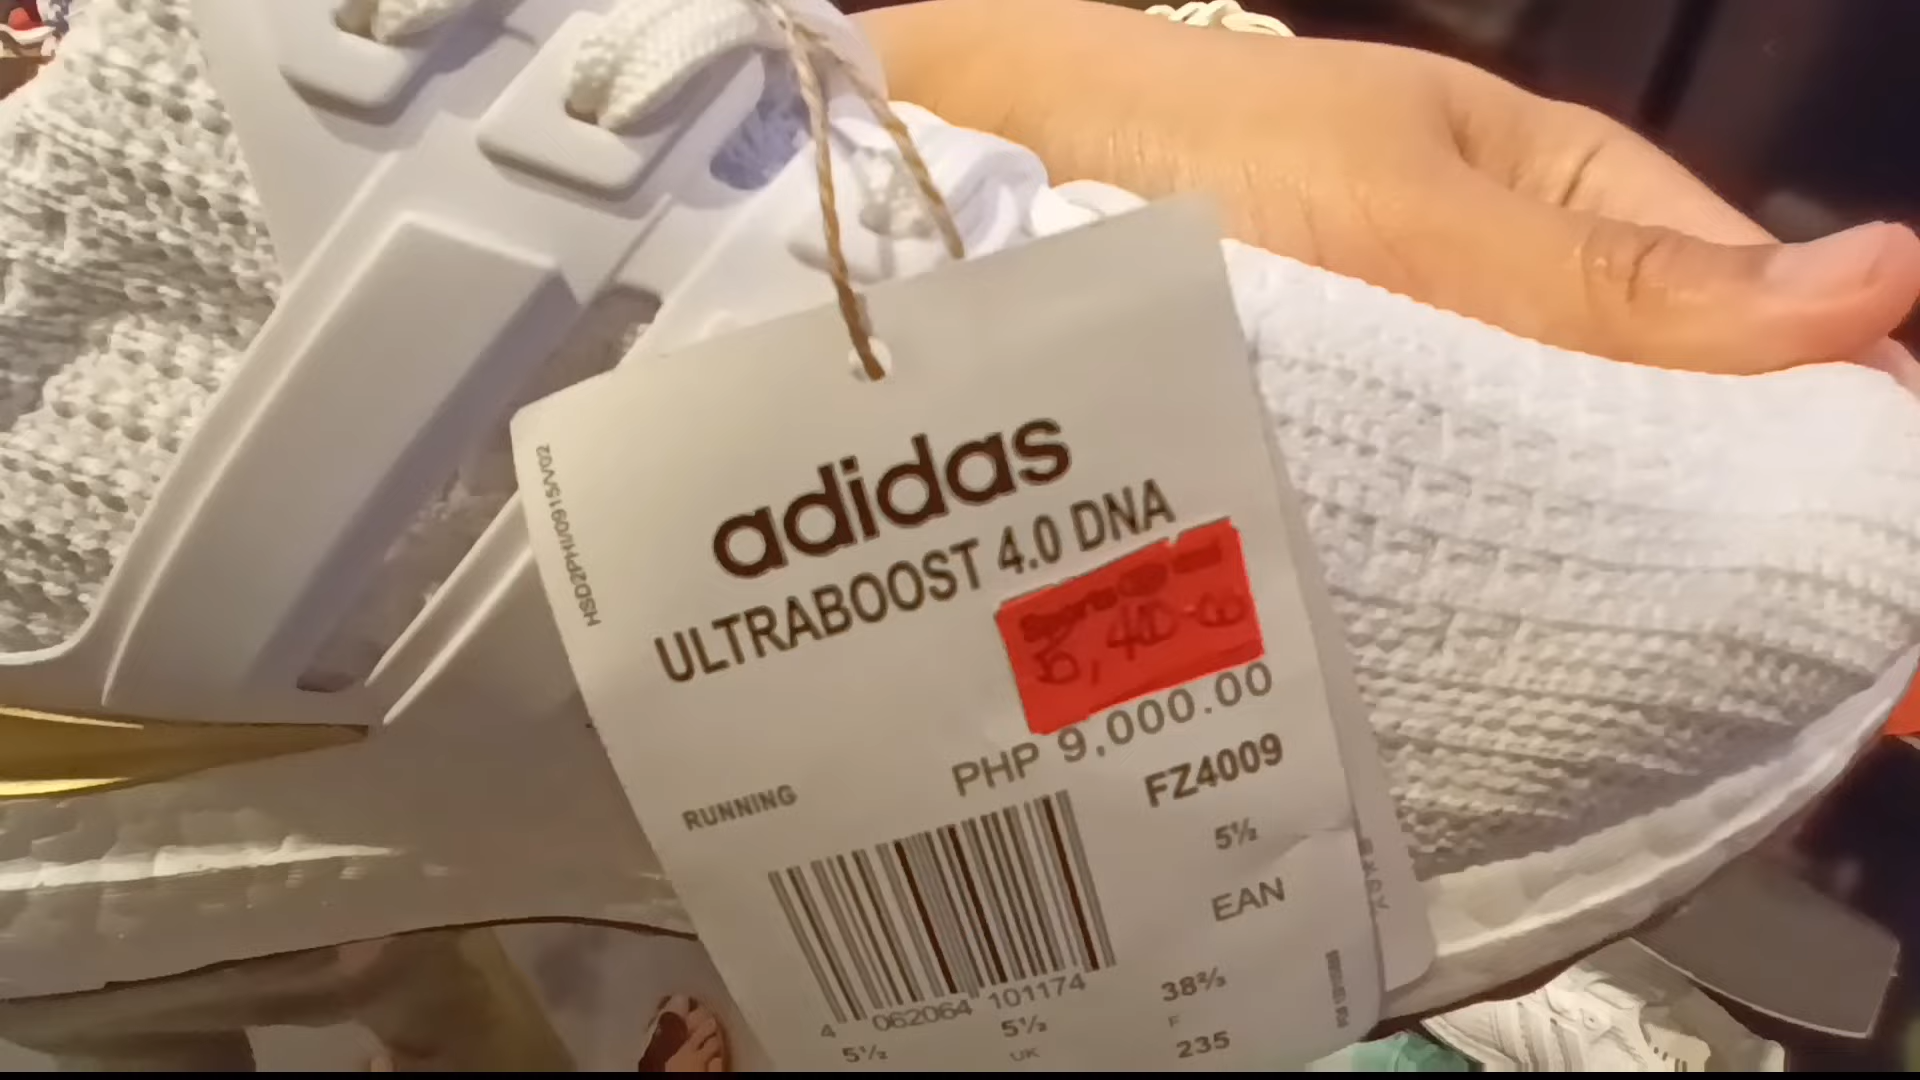 adidas
ULTRABOOST 4.0 DNA
PHP 9,000.00
RUNNING
FZ4009
5½
EAN
4 062064 101174
38⅔
5½
5½
F
UK
235
HSD2PHI/0915/V02